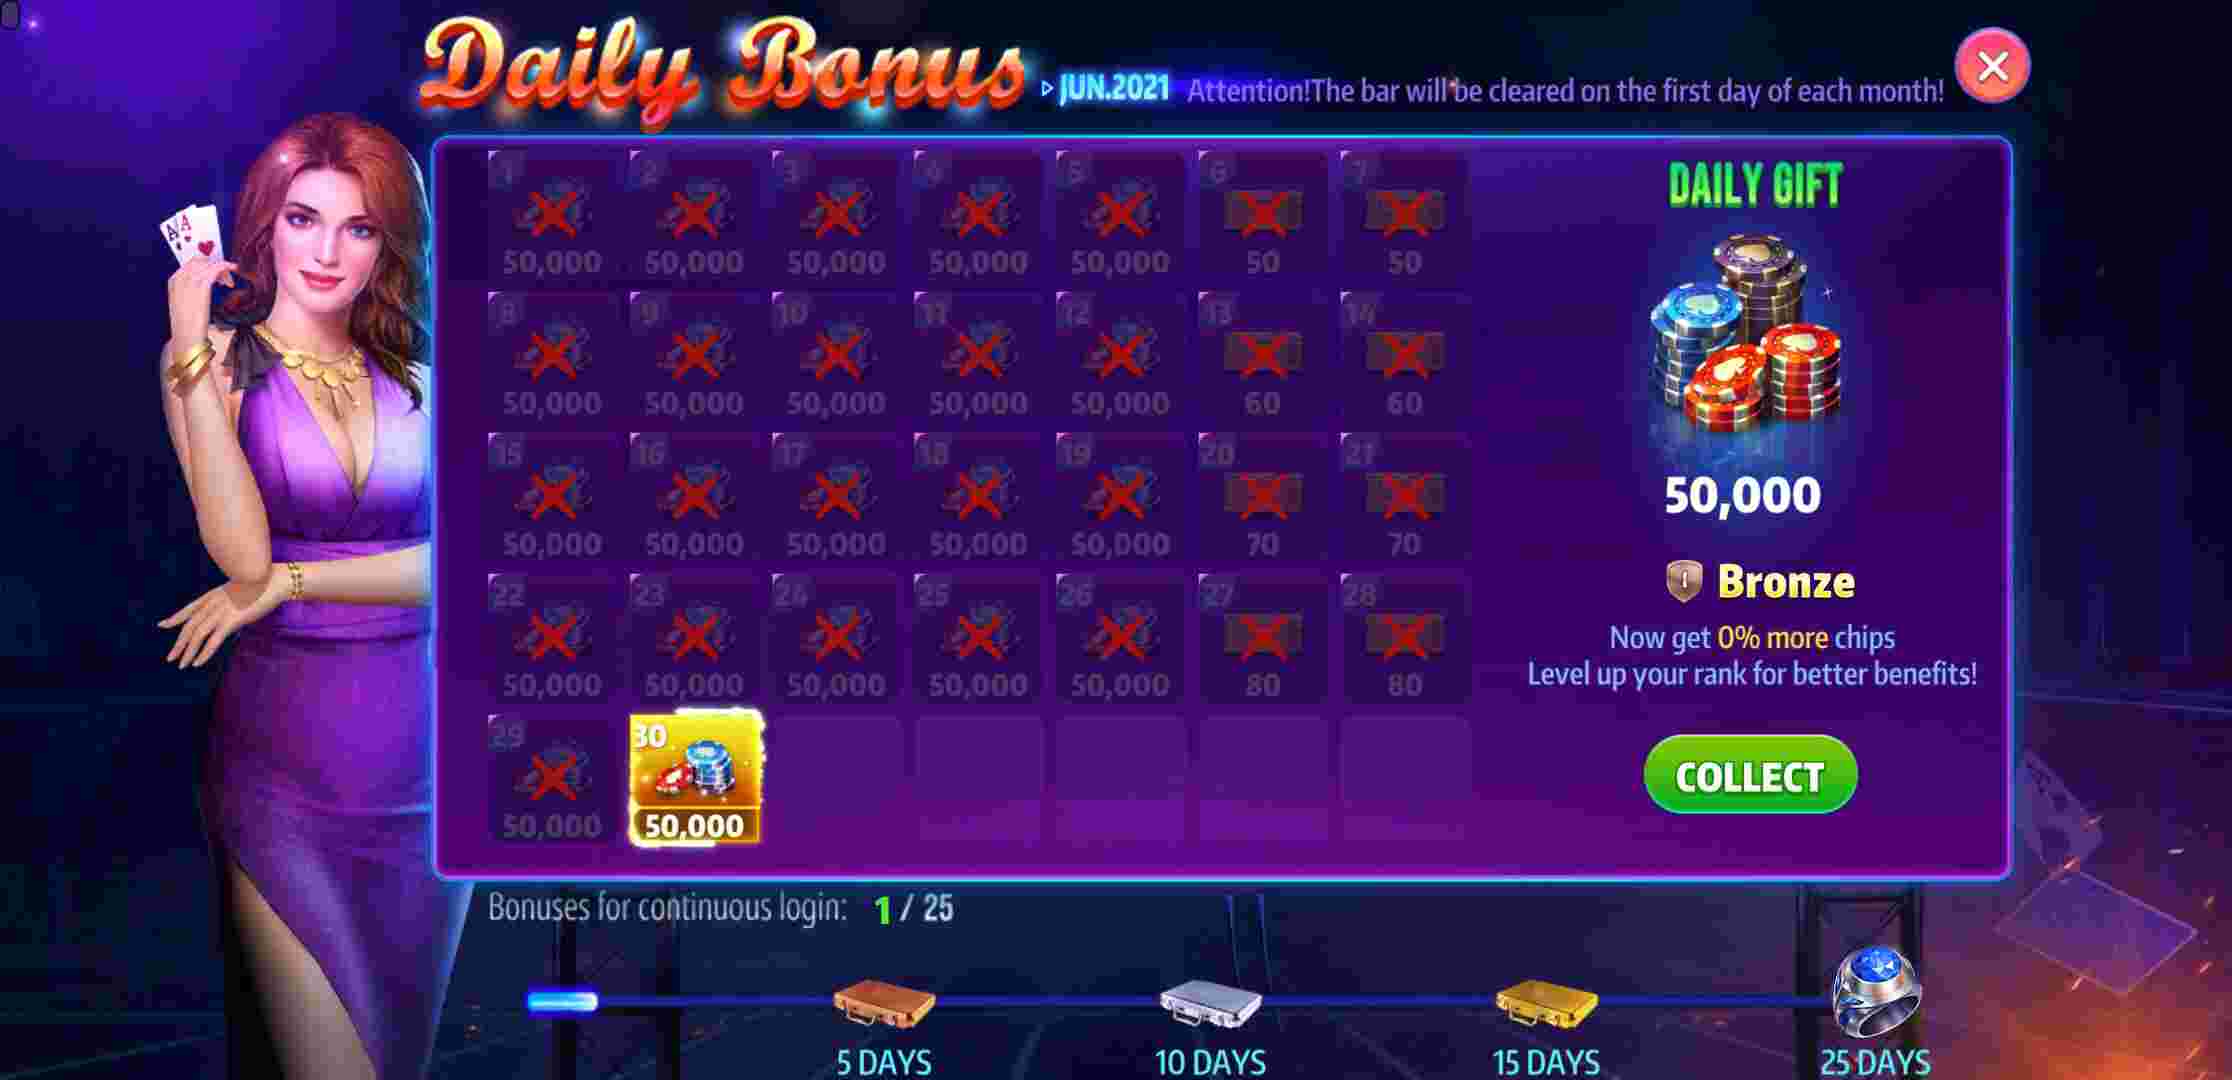 Daily Bonus
JUN.2021
Attention!The bar will be cleared on the first day of each month!
A A
1 2 3 4 5 6 7
50,000 50,000 50,000 50,000 50,000 50 50
8 9 10 11 12 13 14
50,000 50,000 50,000 50,000 50,000 60 60
15 16 17 18 19 20 21
50,000 50,000 50,000 50,000 50,000 70 70
22 23 24 25 26 27 28
50,000 50,000 50,000 50,000 50,000 80 80
29 30
50,000 50,000
DAILY GIFT
50,000
Bronze
Now get 0% more chips
Level up your rank for better benefits!
COLLECT
Bonuses for continuous login: 1 / 25
5 DAYS
10 DAYS
15 DAYS
25 DAYS